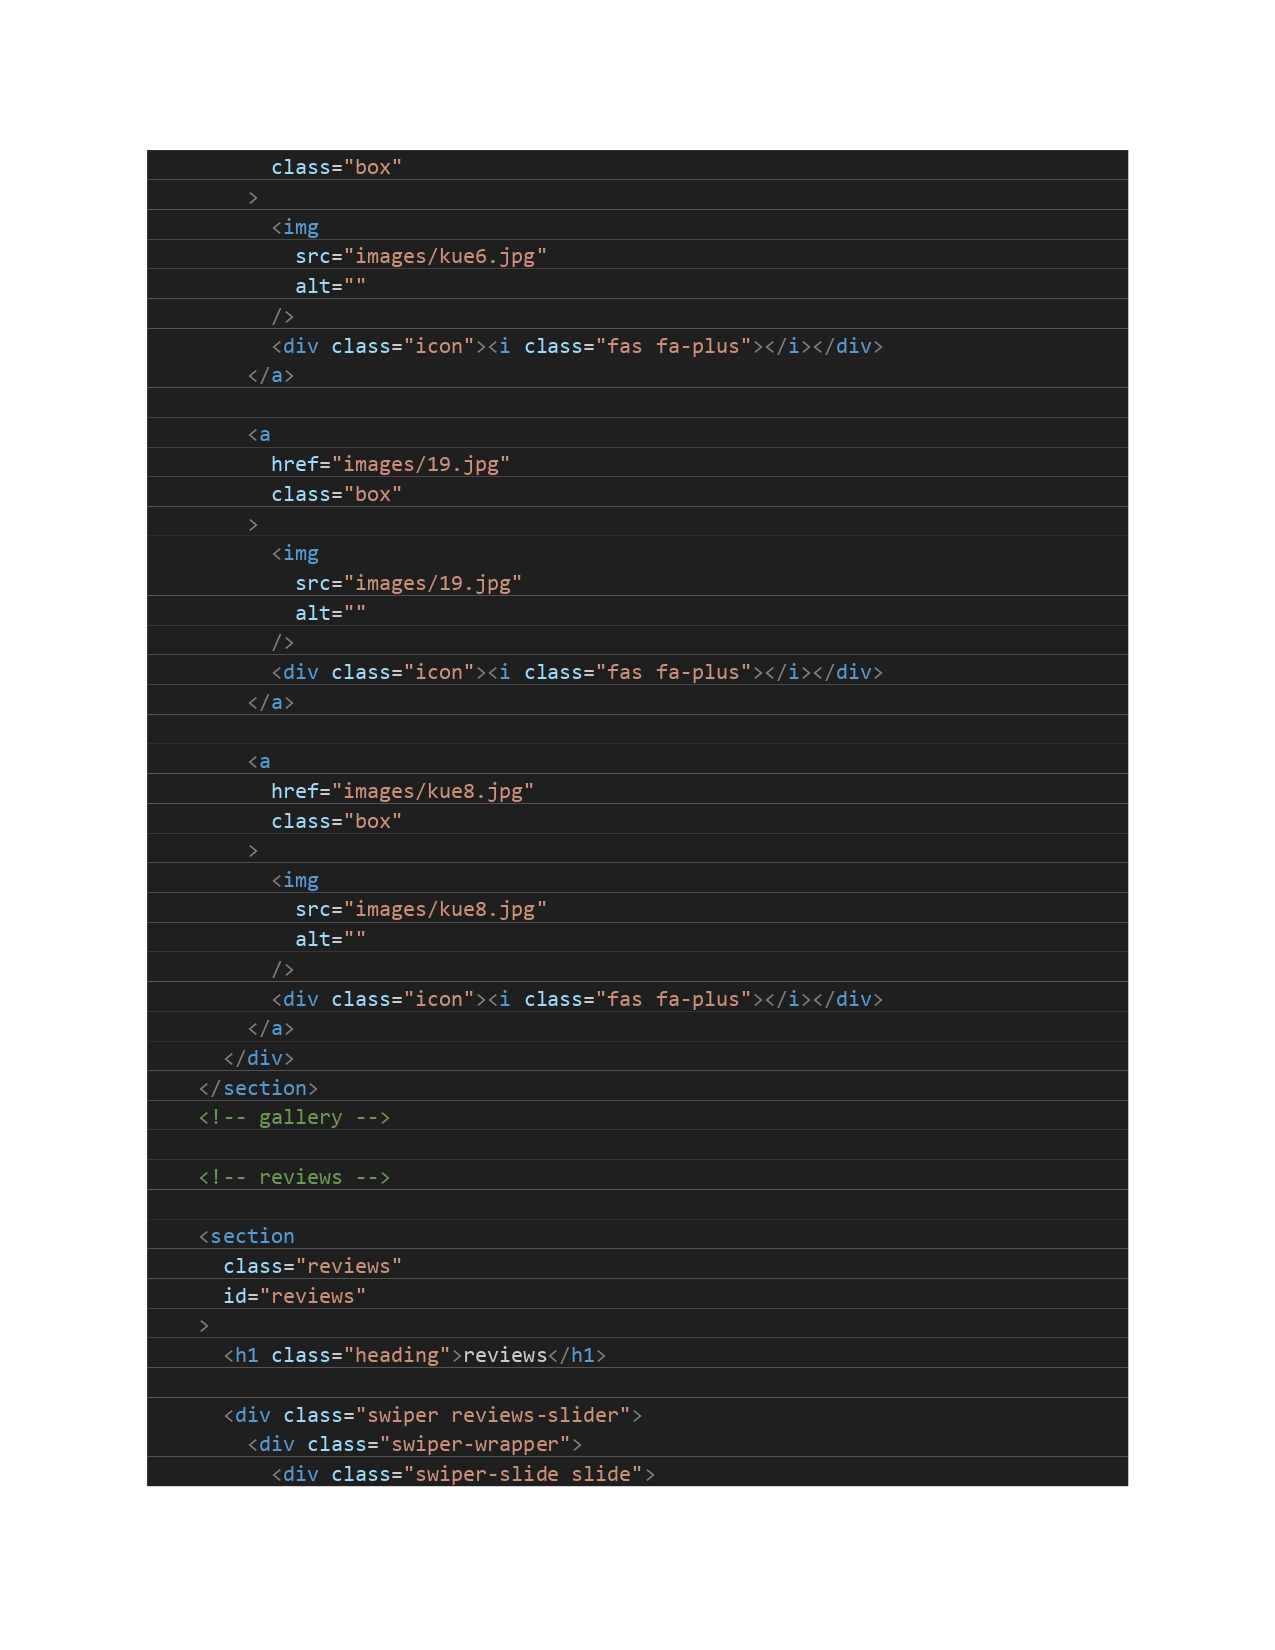 class="box"
>
<img
src="images/kue6.jpg"
alt=""
/>
<div class="icon"><i class="fas fa-plus"></i></div>
</a>
<a
href="images/19.jpg"
class="box"
>
<img
src="images/19.jpg"
alt=""
/>
<div class="icon"><i class="fas fa-plus"></i></div>
</a>
<a
href="images/kue8.jpg"
class="box"
>
<img
src="images/kue8.jpg"
alt=""
/>
<div class="icon"><i class="fas fa-plus"></i></div>
</a>
</div>
</section>
<!-- gallery -->
<!-- reviews -->
<section
class="reviews"
id="reviews"
>
<h1 class="heading">reviews</h1>
<div class="swiper reviews-slider">
<div class="swiper-wrapper">
<div class="swiper-slide slide">